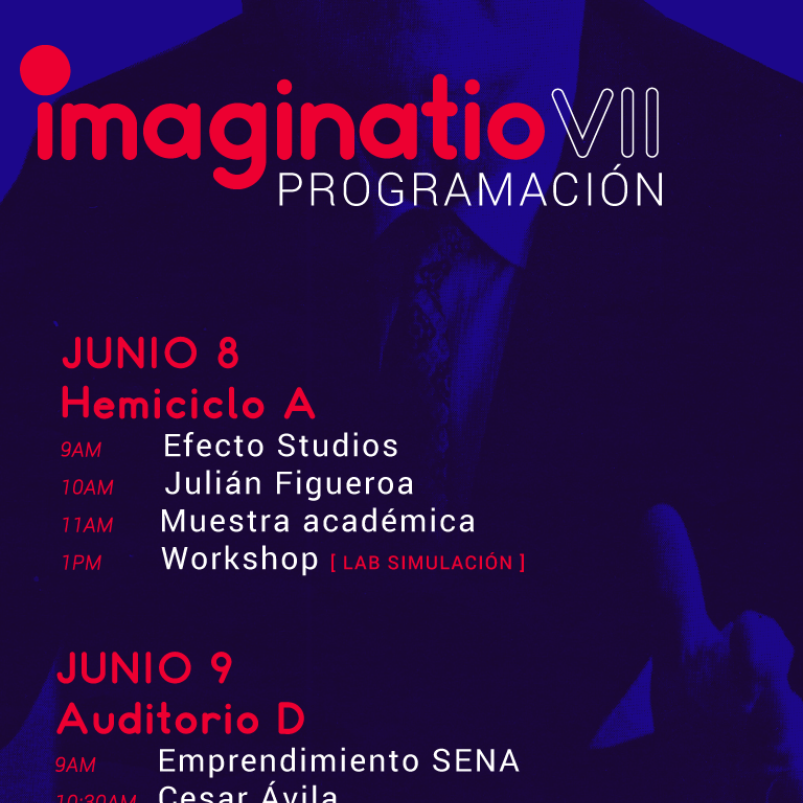 imaginatio VII
PROGRAMACIÓN
JUNIO 8
Hemiciclo A
9AM Efecto Studios
10AM Julián Figueroa
11AM Muestra académica
1PM Workshop [ LAB SIMULACIÓN ]
JUNIO 9
Auditorio D
9AM Emprendimiento SENA
10:30AM Cesar Ávila